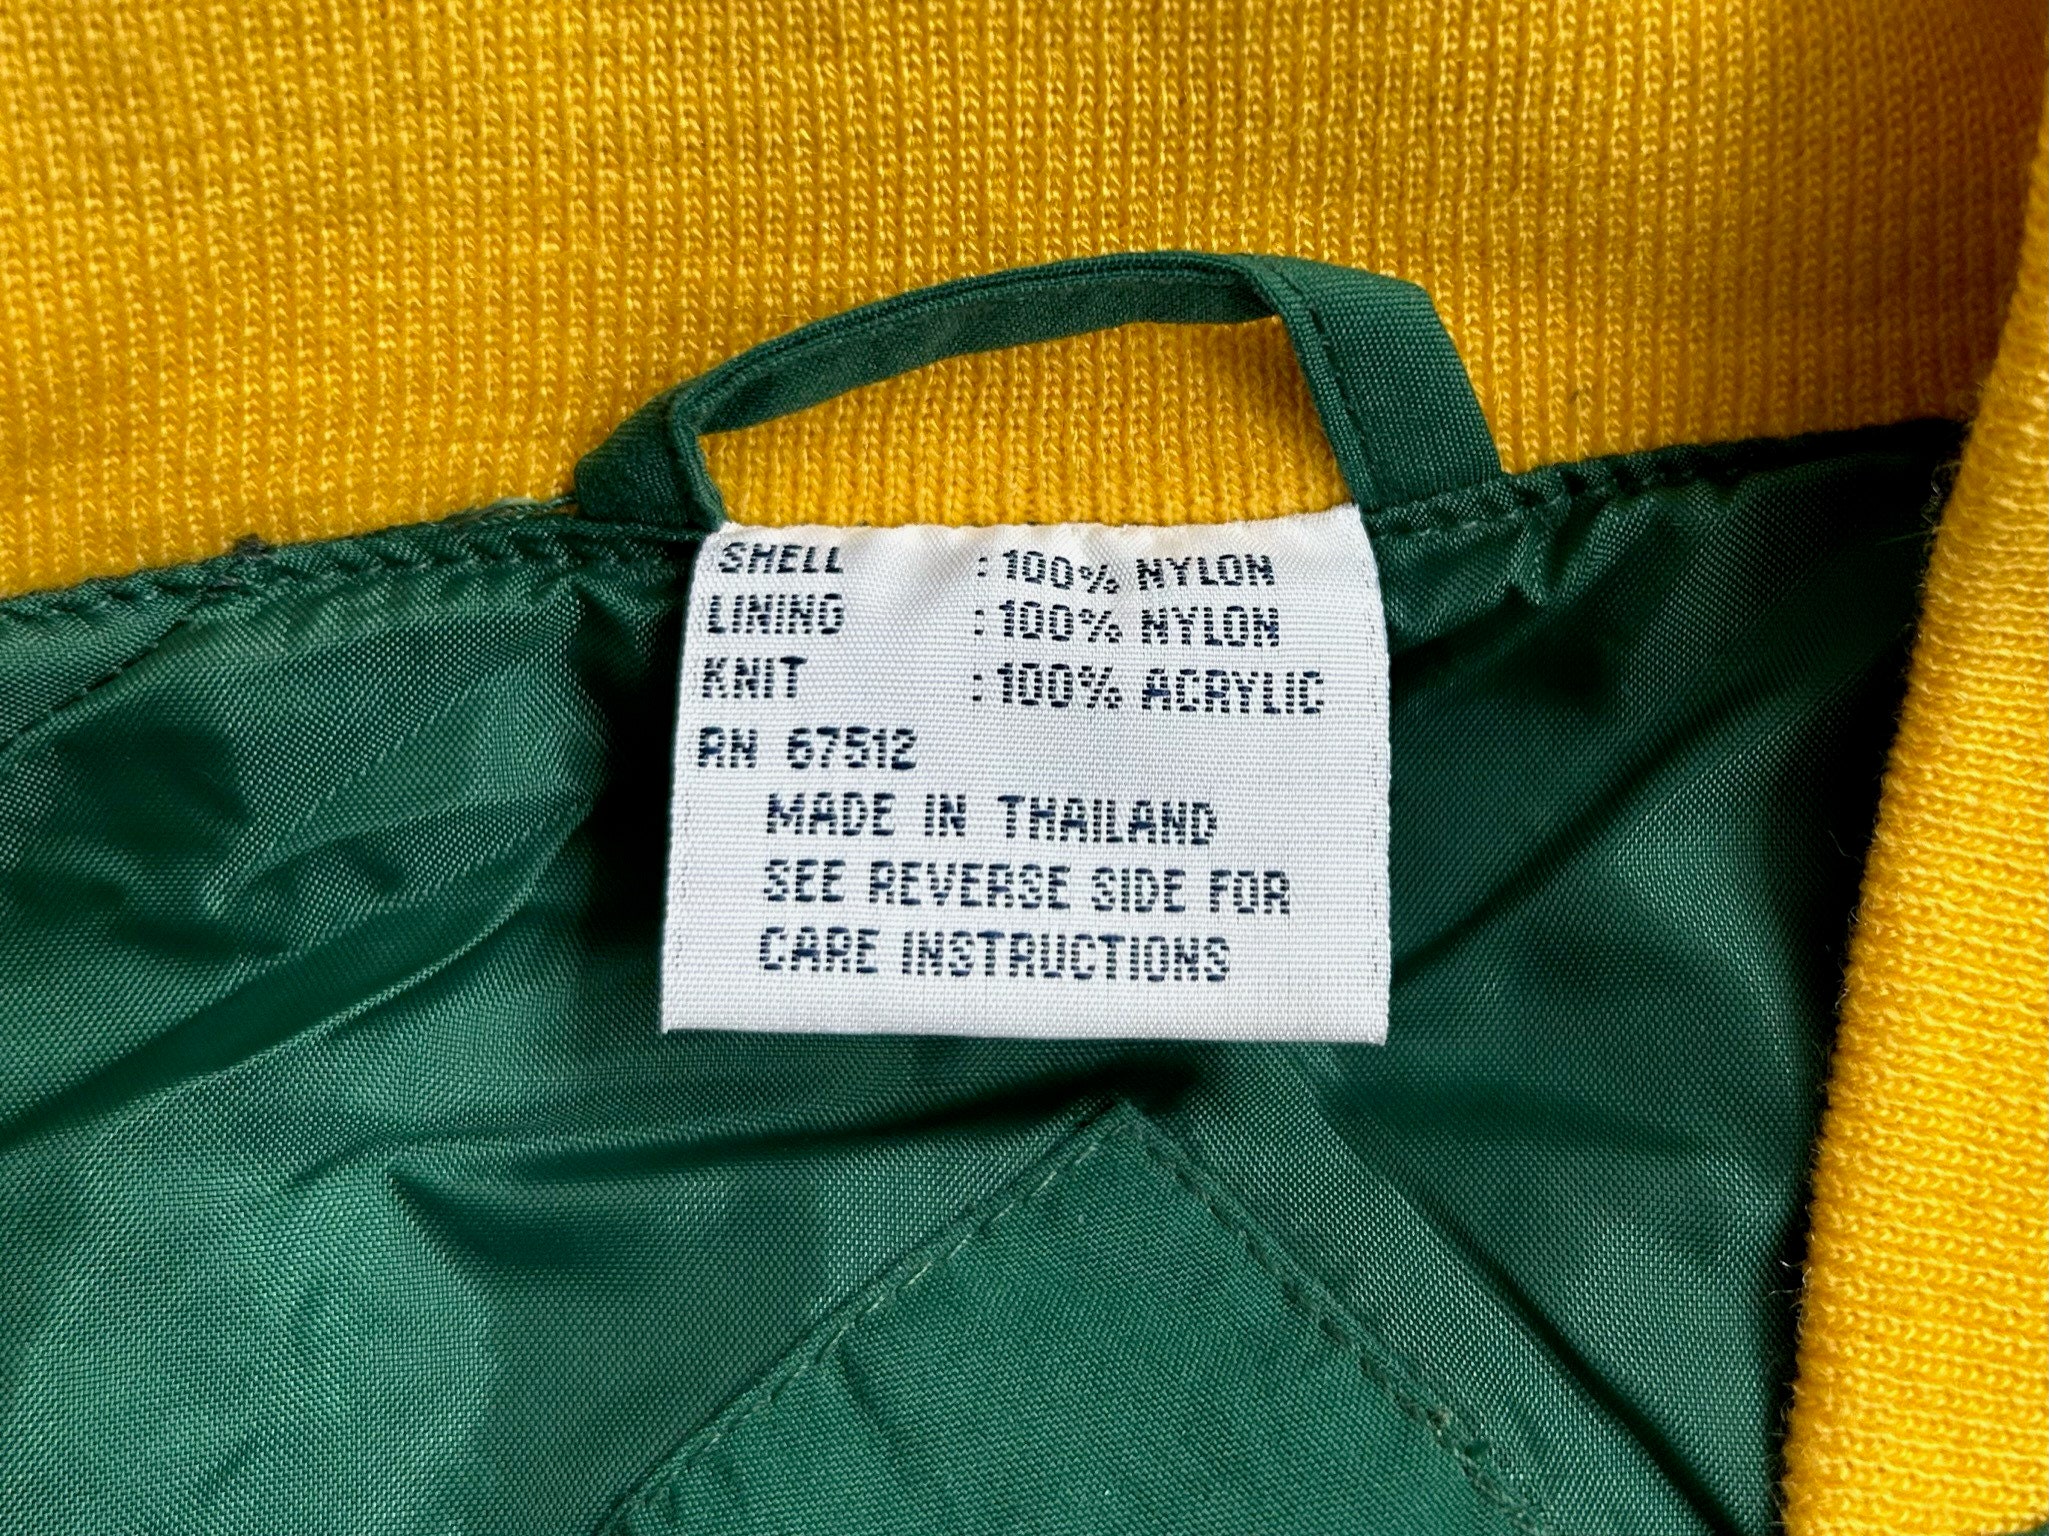 SHELL : 100% NYLON
LINING : 100% NYLON
KNIT : 100% ACRYLIC
RN 67512
MADE IN THAILAND
SEE REVERSE SIDE FOR
CARE INSTRUCTIONS